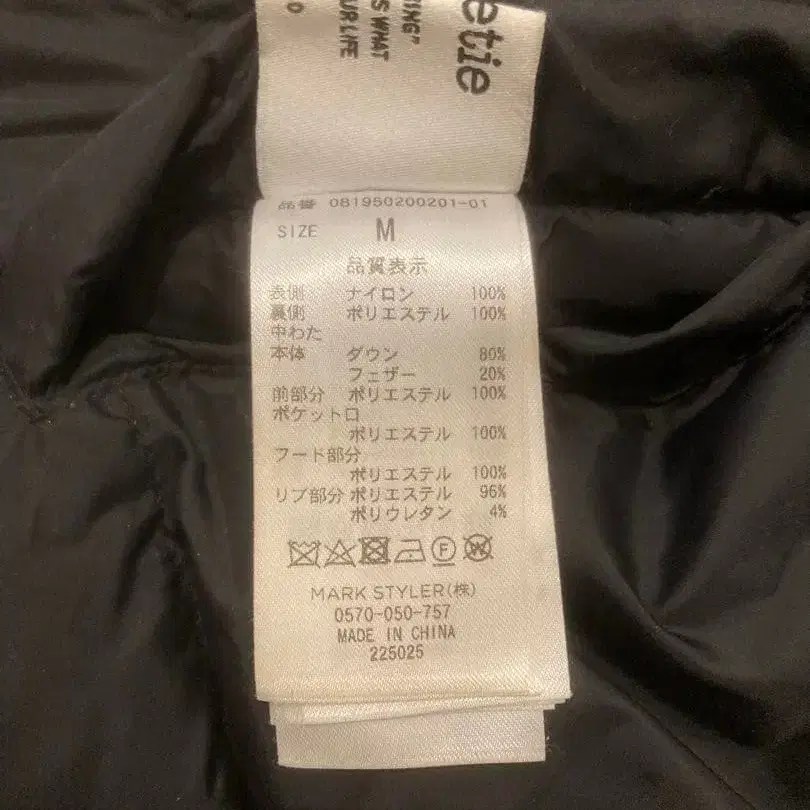 etie
ING"
S WHAT
UR LIFE
品番 081950200201-01
SIZE M
品質表示
表側 ナイロン 100%
裏側 ポリエステル 100%
中わた
本体 ダウン 80%
フェザー 20%
前部分 ポリエステル 100%
ポケット口
ポリエステル 100%
フード部分
ポリエステル 100%
リブ部分 ポリエステル 96%
ポリウレタン 4%
F W
MARK STYLER(株)
0570-050-757
MADE IN CHINA
225025